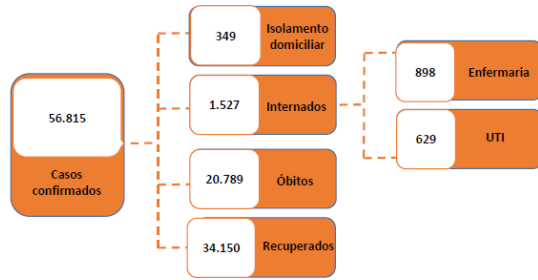 56.815
Casos
confirmados
349
Isolamento
domiciliar
1.527
Internados
20.789
Óbitos
34.150
Recuperados
898
Enfermaria
629
UTI